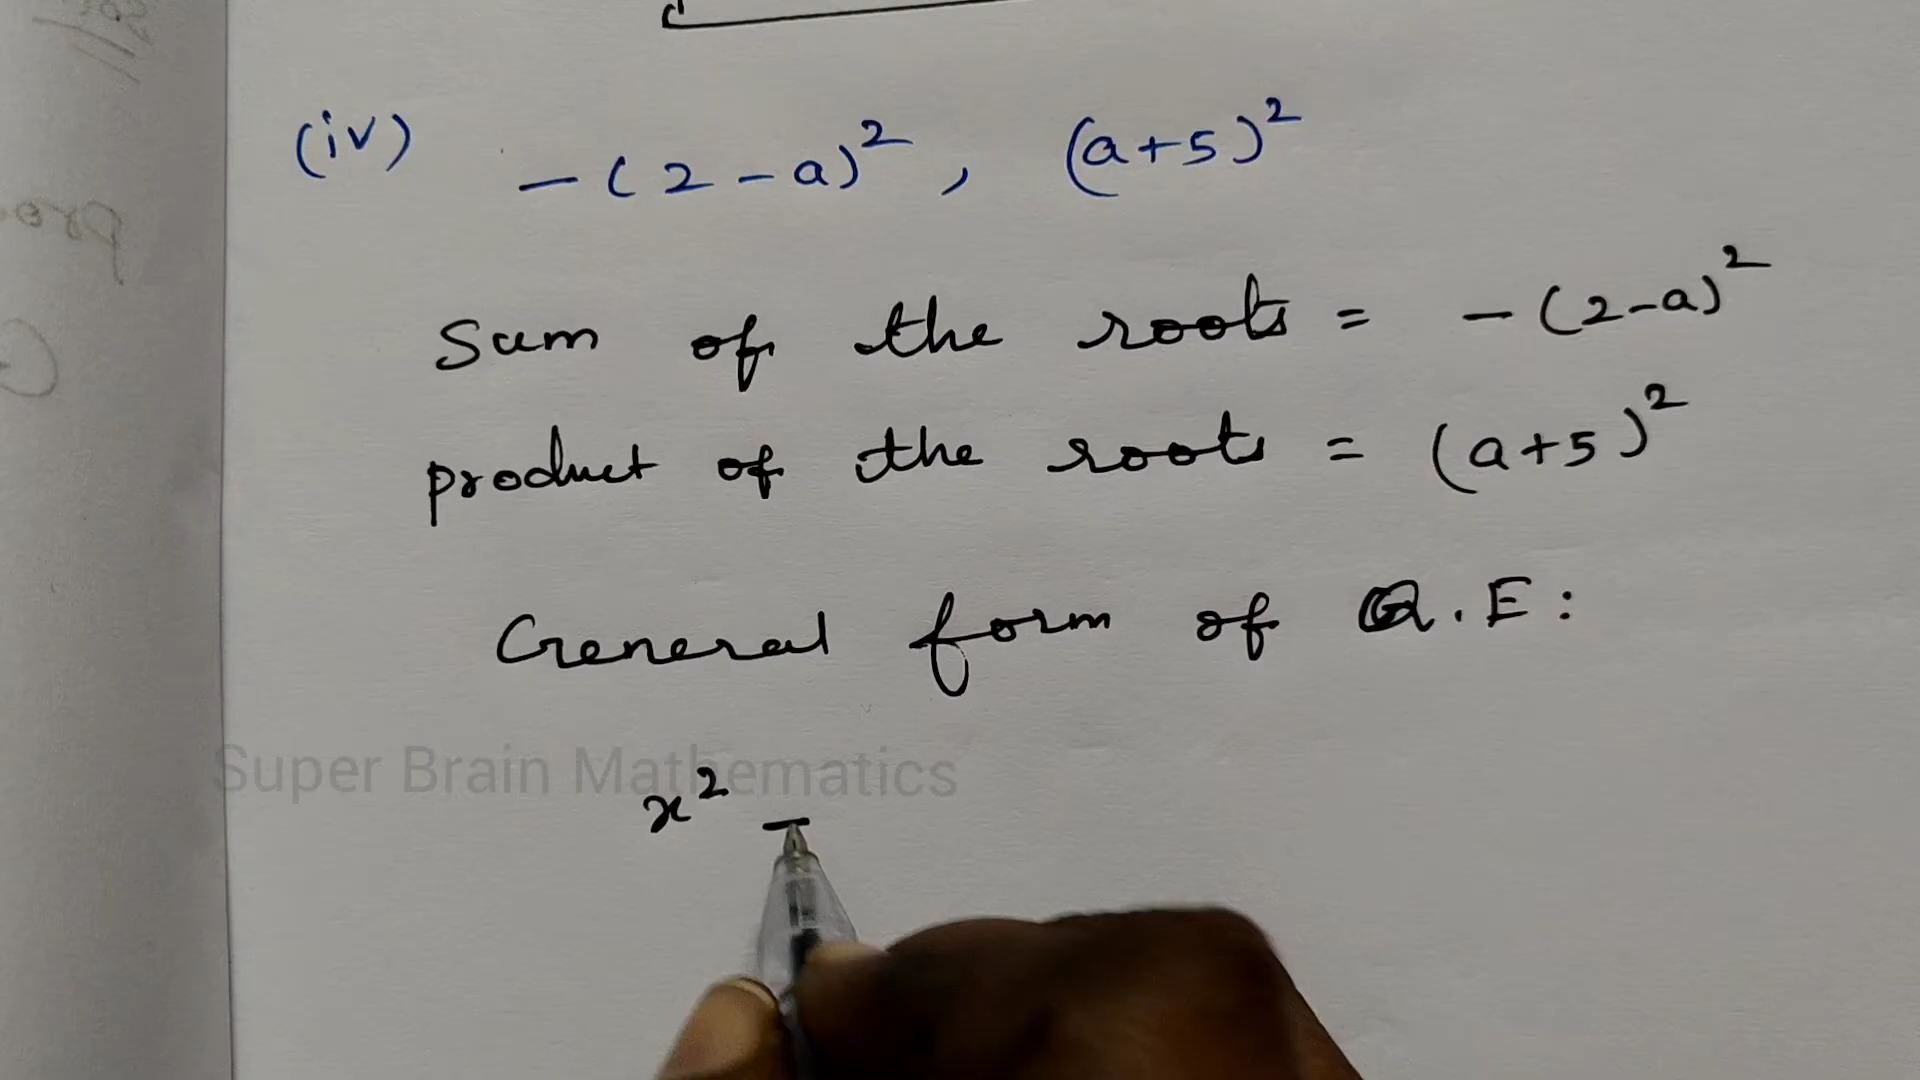 (iv) -(2-a)², (a+5)²
Sum of the roots = -(2-a)²
product of the roots = (a+5)²
General form of Q.E:
Super Brain Mathematics
x² -